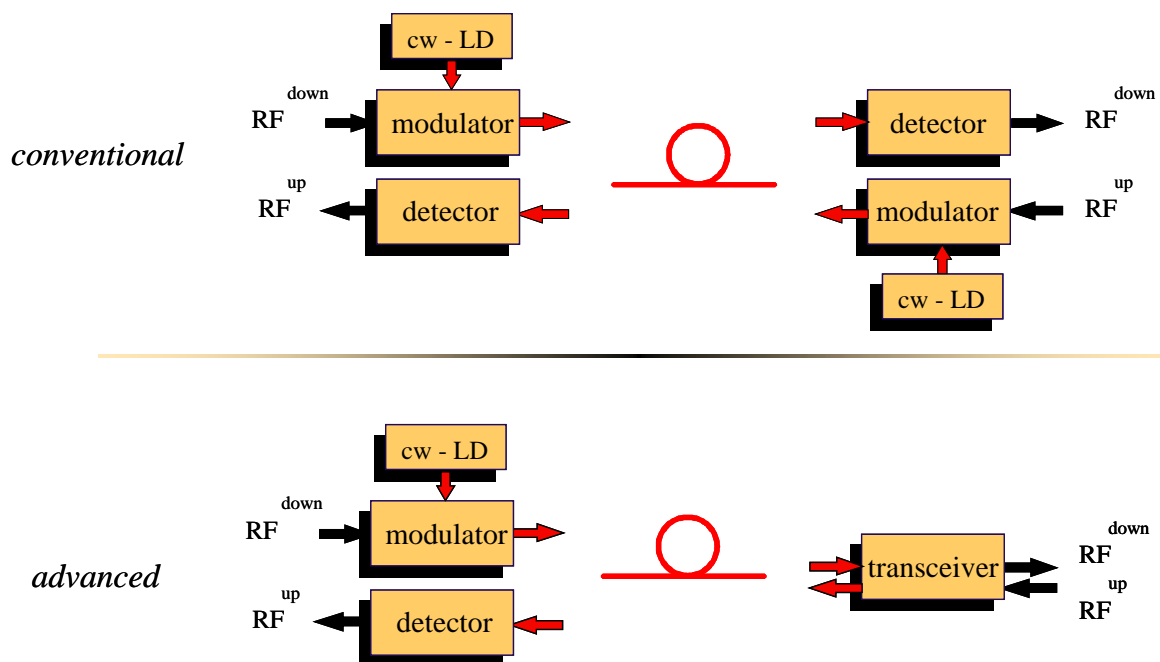 cw - LD
RF down
modulator
detector
RF down
conventional
RF up
detector
modulator
RF up
cw - LD
cw - LD
RF down
modulator
RF down
advanced
transceiver
RF up
detector
RF up